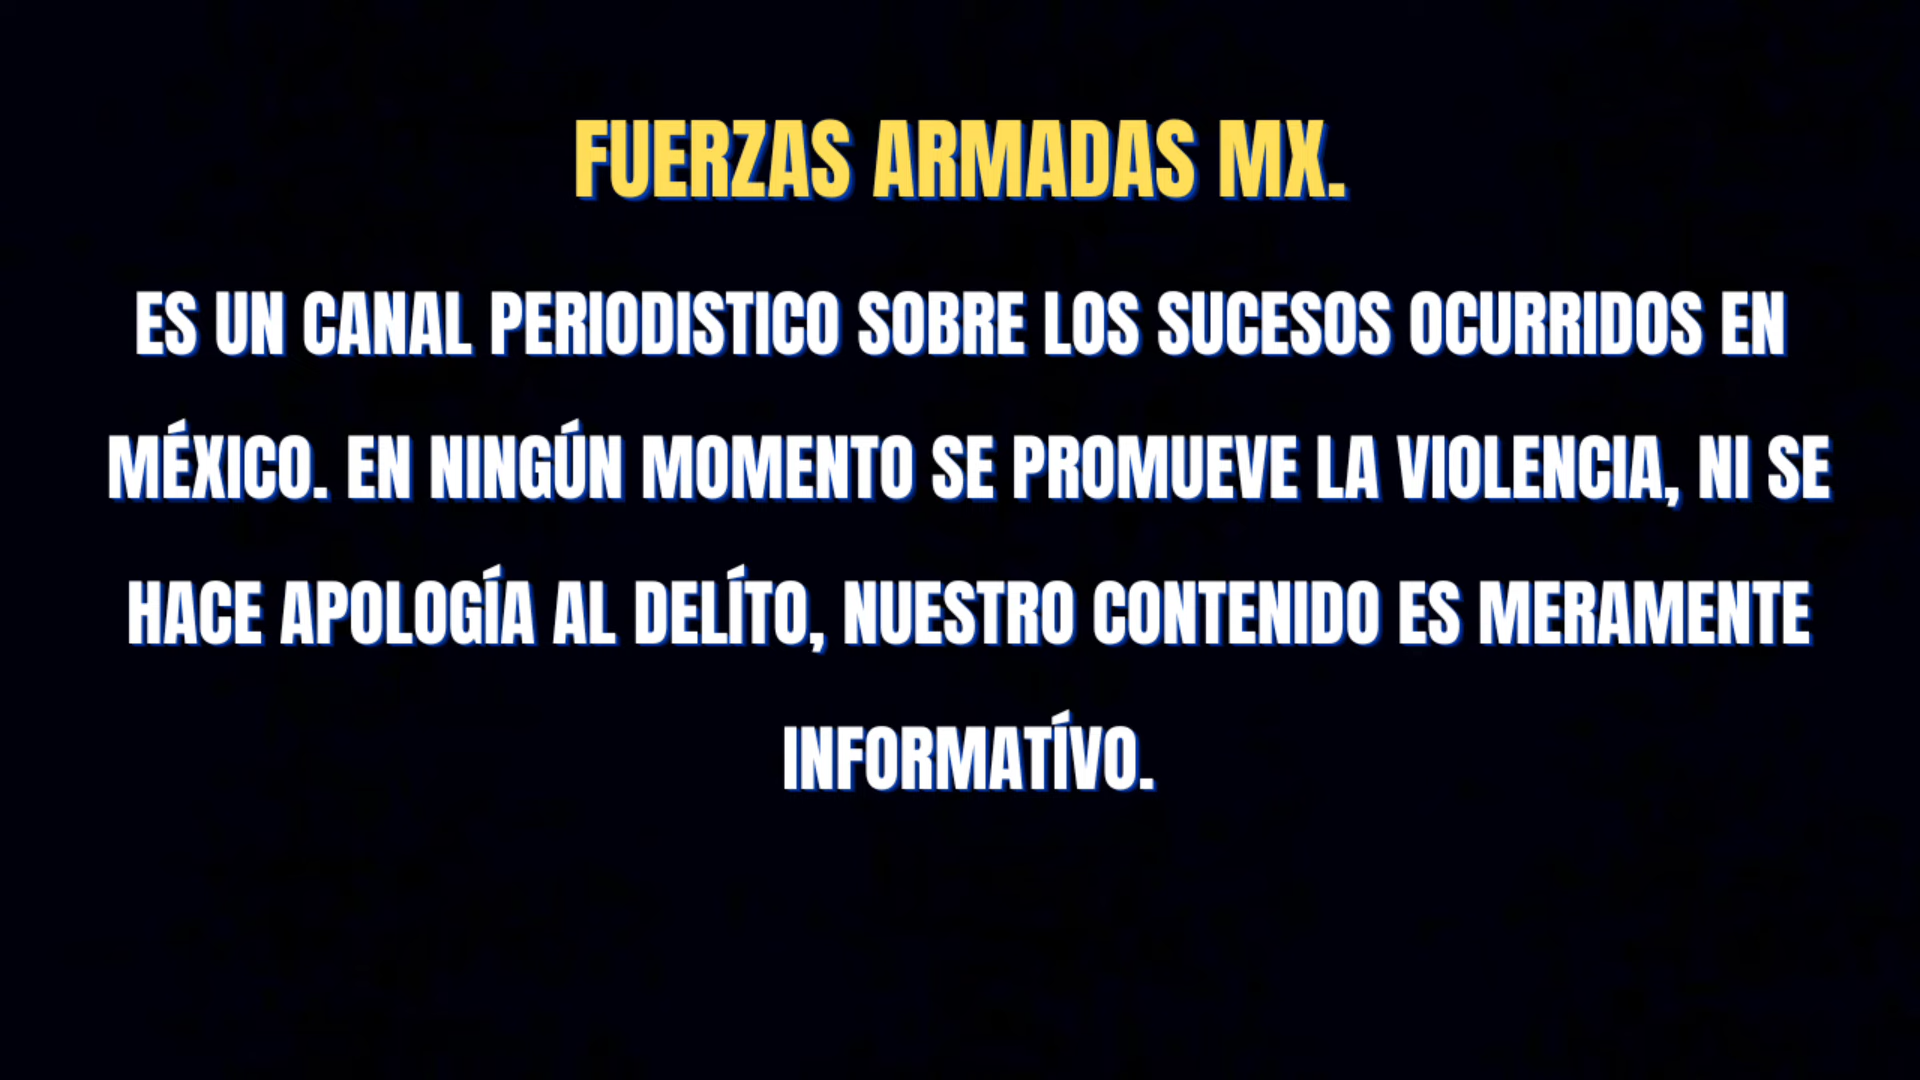 FUERZAS ARMADAS MX.
ES UN CANAL PERIODISTICO SOBRE LOS SUCESOS OCURRIDOS EN
MÉXICO. EN NINGÚN MOMENTO SE PROMUEVE LA VIOLENCIA, NI SE
HACE APOLOGÍA AL DELÍTO, NUESTRO CONTENIDO ES MERAMENTE
INFORMATÍVO.